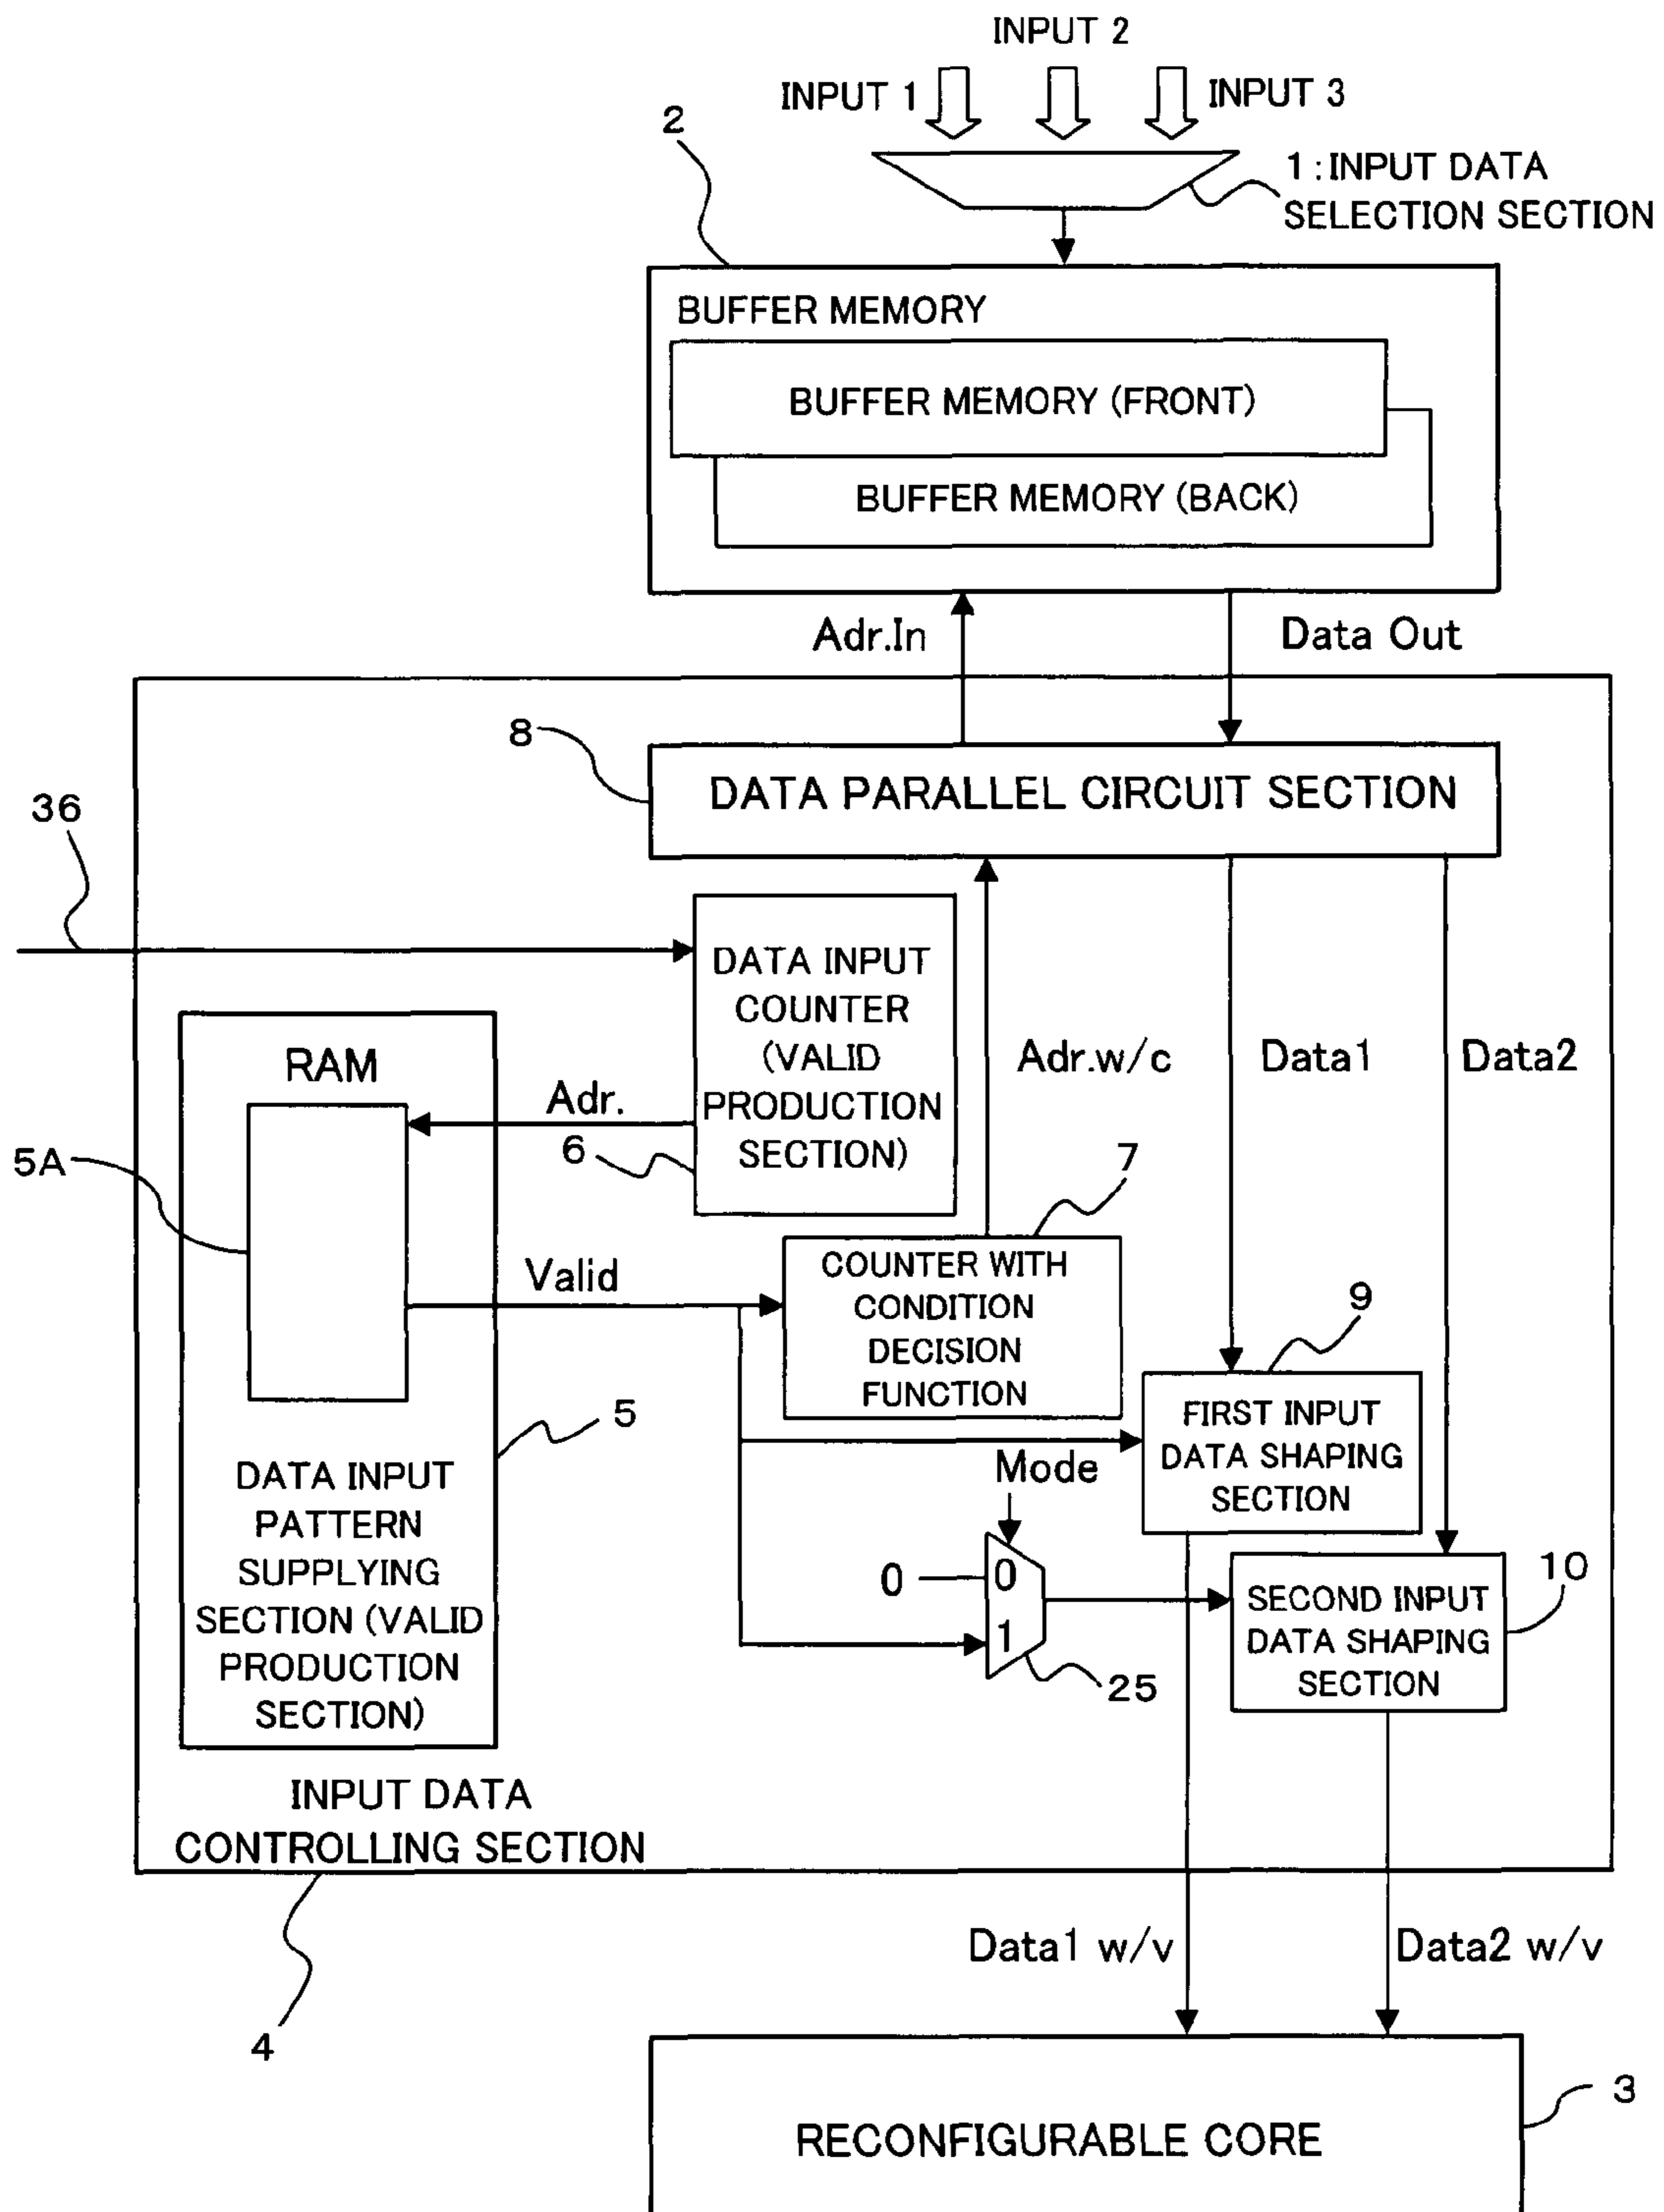 INPUT 2
INPUT 1
INPUT 3
2
1 : INPUT DATA
SELECTION SECTION
BUFFER MEMORY
BUFFER MEMORY (FRONT)
BUFFER MEMORY (BACK)
Adr.In
Data Out
8
DATA PARALLEL CIRCUIT SECTION
36
DATA INPUT
COUNTER
(VALID
PRODUCTION
SECTION)
RAM
Adr.
6
Adr.w/c
Data1
Data2
5A
7
Valid
COUNTER WITH
CONDITION
DECISION
FUNCTION
9
5
FIRST INPUT
DATA SHAPING
SECTION
Mode
DATA INPUT
PATTERN
SUPPLYING
SECTION (VALID
PRODUCTION
SECTION)
0
0
1
10
SECOND INPUT
DATA SHAPING
SECTION
25
INPUT DATA
CONTROLLING SECTION
Data1 w/v
Data2 w/v
4
3
RECONFIGURABLE CORE